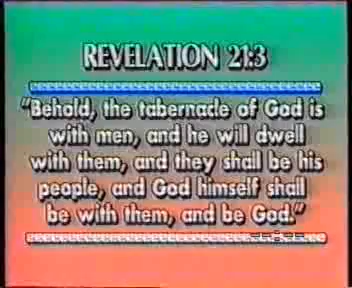 REVELATION 21:3
"Behold, the tabernacle of God is
with men, and he will dwell
with them, and they shall be his
people, and God himself shall
be with them, and be God."
--:--